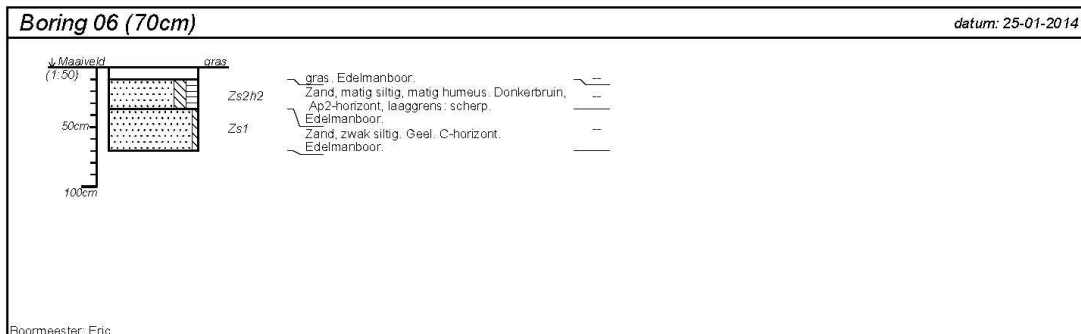 Boring 06 (70cm)
datum: 25-01-2014
↓ Maaiveld
gras
(1:50)
gras. Edelmanboor.
--
Zs2h2
Zand, matig siltig, matig humeus. Donkerbruin,
--
Ap2-horizont, laaggrens: scherp.
Edelmanboor.
50cm
Zs1
Zand, zwak siltig. Geel. C-horizont.
--
Edelmanboor.
100cm
Boormeester: Eric